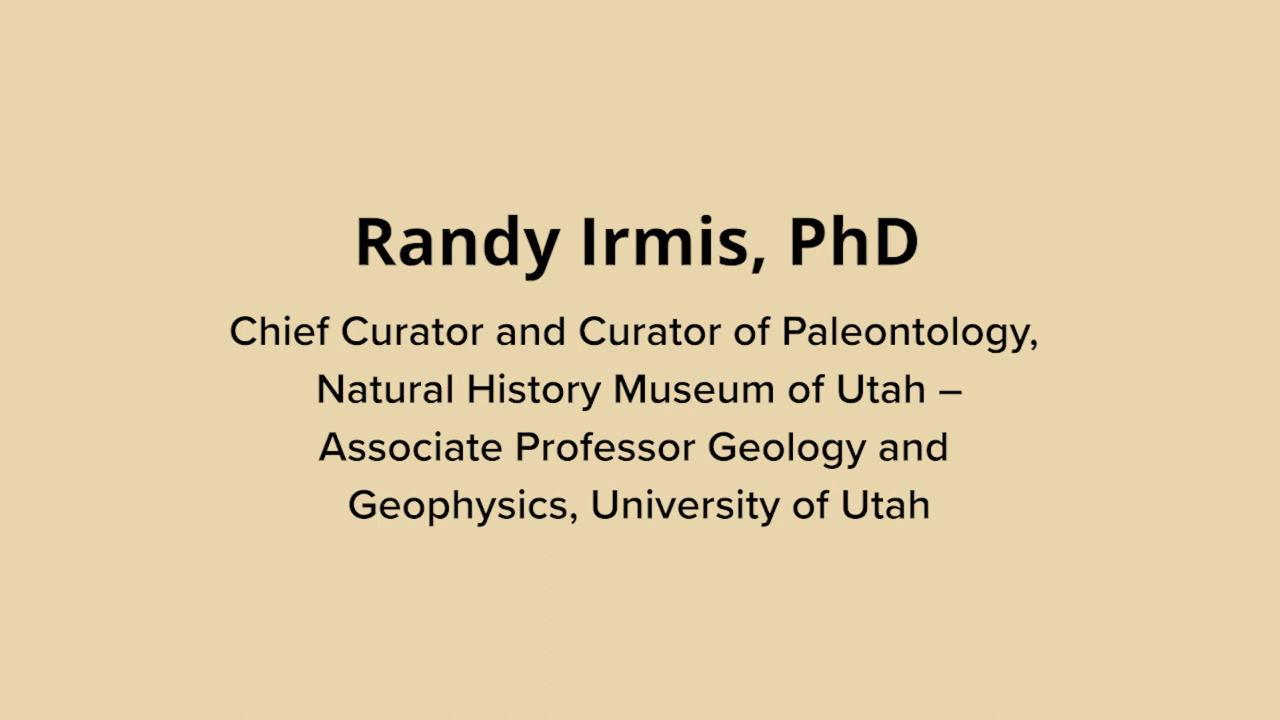 Randy Irmis, PhD
Chief Curator and Curator of Paleontology,
Natural History Museum of Utah –
Associate Professor Geology and
Geophysics, University of Utah